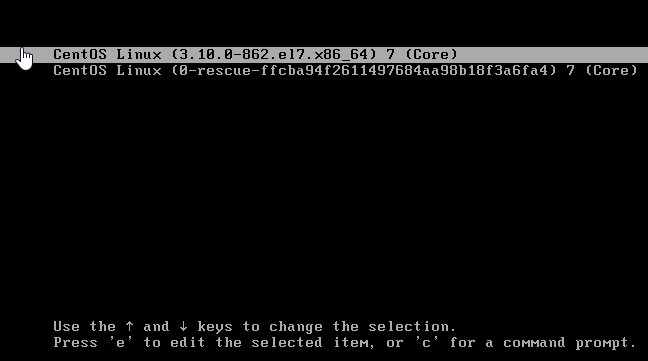 CentOS Linux (3.10.0-862.el7.x86_64) 7 (Core)
CentOS Linux (0-rescue-ffcba94f2611497684aa98b18f3a6fa4) 7 (Core)
Use the ↑ and ↓ keys to change the selection.
Press 'e' to edit the selected item, or 'c' for a command prompt.